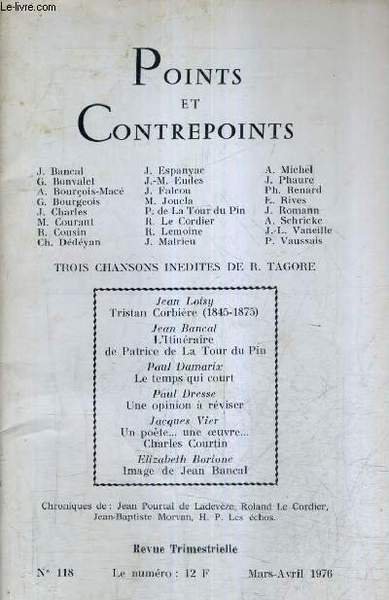 Le-livre.com
POINTS
ET
CONTREPOINTS
J. Bancal J. Espanyac A. Michel
G. Bonvalet J.-M. Eulles J. Phaure
A. Bourçois-Macé J. Falcou Ph. Renard
G. Bourgeois M. Joucla E. Rives
J. Charles P. de La Tour du Pin J. Romann
M. Courant R. Le Cordier A. Schricke
R. Cousin R. Lemoine J.-L. Vaneille
Ch. Dédéyan J. Malrieu P. Vaussais
TROIS CHANSONS INEDITES DE R. TAGORE
Jean Loisy
Tristan Corbière (1845-1875)
Jean Bancal
L'Itinéraire
de Patrice de La Tour du Pin
Paul Damarix
Le temps qui court
Paul Dresse
Une opinion à réviser
Jacques Vier
Un poète... une œuvre...
Charles Courtin
Elizabeth Borione
Image de Jean Bancal
Chroniques de : Jean Pourtal de Ladevèze, Roland Le Cordier,
Jean-Baptiste Morvan, H. P. Les échos.
Revue Trimestrielle
N° 118 Le numéro : 12 F Mars-Avril 1976